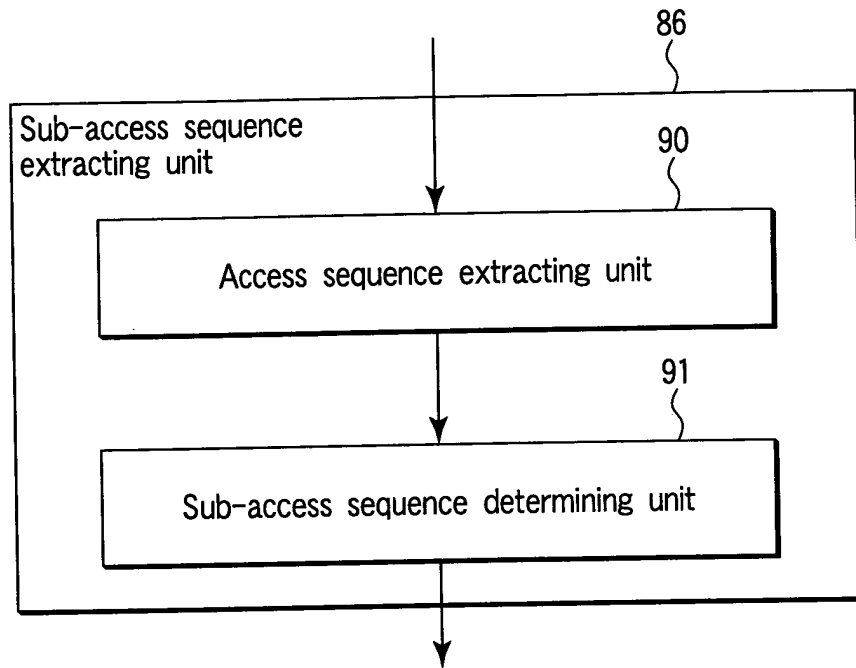 86
Sub-access sequence
extracting unit
90
Access sequence extracting unit
91
Sub-access sequence determining unit